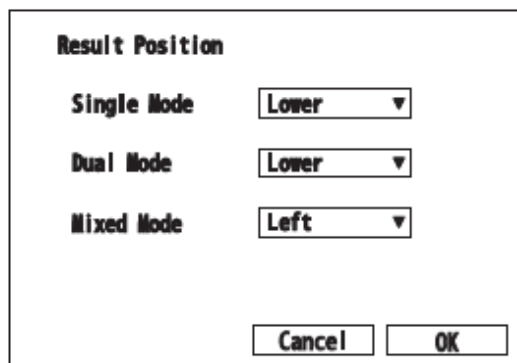 Result Position
Single Mode Lower ▼
Dual Mode Lower ▼
Mixed Mode Left ▼
Cancel OK